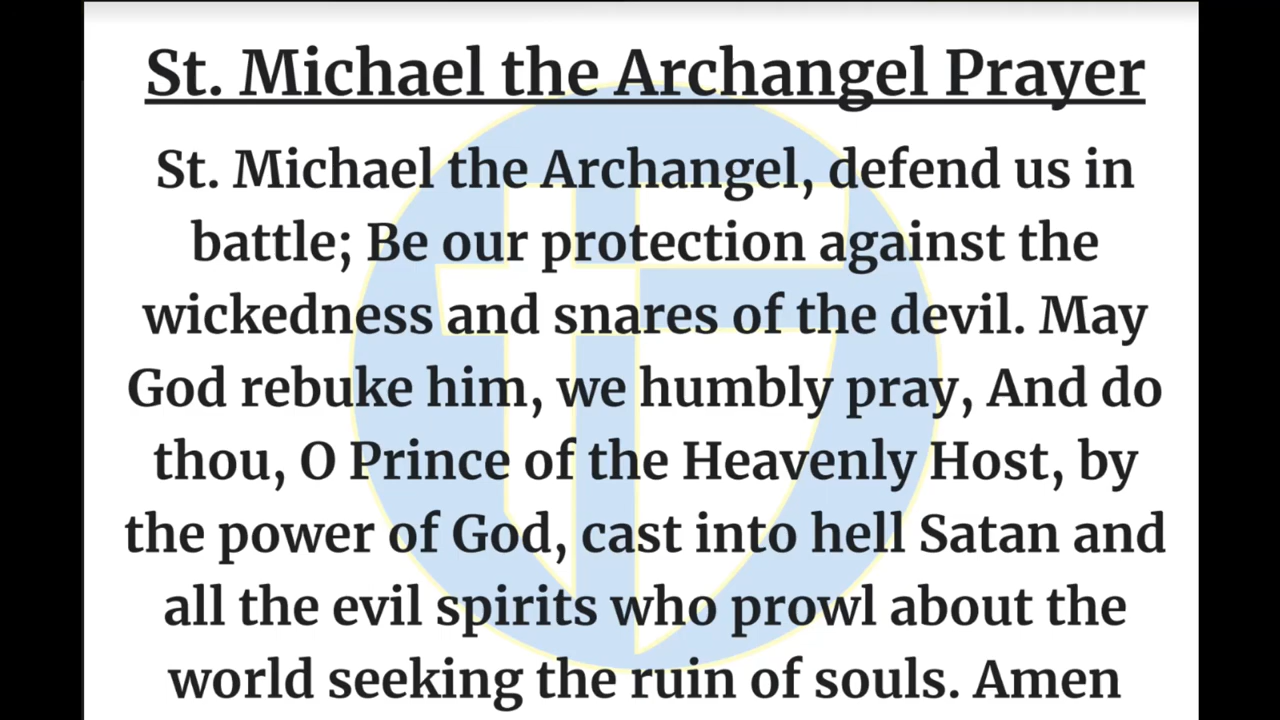 St. Michael the Archangel Prayer
St. Michael the Archangel, defend us in
battle; Be our protection against the
wickedness and snares of the devil. May
God rebuke him, we humbly pray, And do
thou, O Prince of the Heavenly Host, by
the power of God, cast into hell Satan and
all the evil spirits who prowl about the
world seeking the ruin of souls. Amen